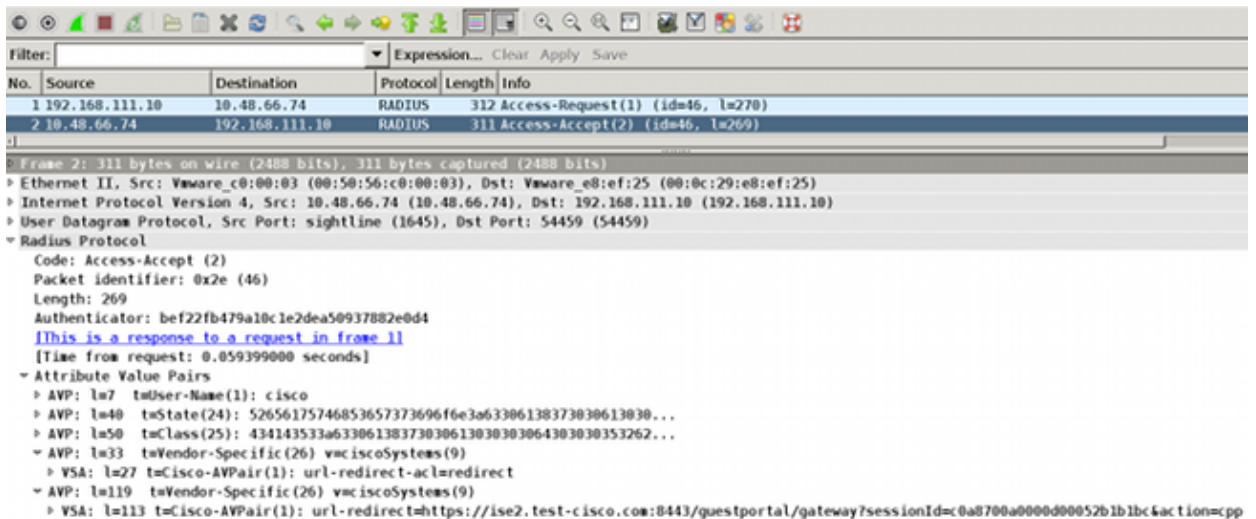 Filter: Expression... Clear Apply Save
No. Source Destination Protocol Length Info
1 192.168.111.10 10.48.66.74 RADIUS 312 Access-Request(1) (id=46, l=270)
2 10.48.66.74 192.168.111.10 RADIUS 311 Access-Accept(2) (id=46, l=269)
Frame 2: 311 bytes on wire (2488 bits), 311 bytes captured (2488 bits)
Ethernet II, Src: Vmware_c0:00:03 (00:50:56:c0:00:03), Dst: Vmware_e8:ef:25 (00:0c:29:e8:ef:25)
Internet Protocol Version 4, Src: 10.48.66.74 (10.48.66.74), Dst: 192.168.111.10 (192.168.111.10)
User Datagram Protocol, Src Port: sightline (1645), Dst Port: 54459 (54459)
Radius Protocol
Code: Access-Accept (2)
Packet identifier: 0x2e (46)
Length: 269
Authenticator: bef22fb479a10c1e2dea50937882e0d4
[This is a response to a request in frame 1]
[Time from request: 0.059399000 seconds]
Attribute Value Pairs
AVP: l=7 t=User-Name(1): cisco
AVP: l=40 t=State(24): 52656175746853657373696f6e3a63306138373030613030...
AVP: l=50 t=Class(25): 434143533a6330613837303061303030306430303030353262...
AVP: l=33 t=Vendor-Specific(26) v=ciscoSystems(9)
VSA: l=27 t=Cisco-AVPair(1): url-redirect-acl=redirect
AVP: l=119 t=Vendor-Specific(26) v=ciscoSystems(9)
VSA: l=113 t=Cisco-AVPair(1): url-redirect=https://ise2.test-cisco.com:8443/guestportal/gateway?sessionId=c0a8700a0000d00052b1b1bc&action=cpp